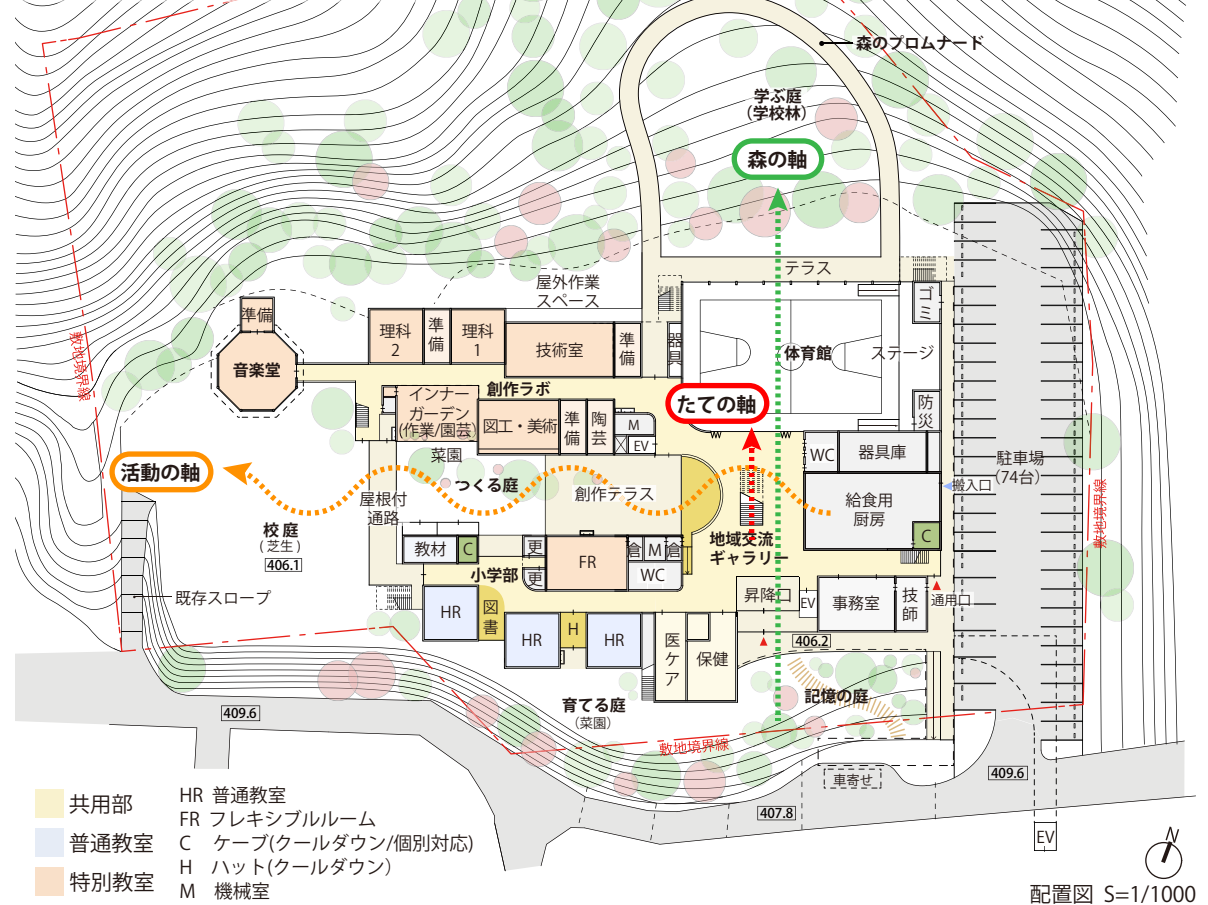 森のプロムナード
学ぶ庭
(学校林)
森の軸
テラス
屋外作業
スペース
ゴミ
準備
理科
2
準備
理科
1
技術室
準備
器具
体育館
ステージ
音楽堂
敷地境界線
創作ラボ
インナー
ガーデン
(作業/園芸)
図工・美術
準備
陶芸
M
EV
たての軸
防災
WC
器具庫
駐車場
(74台)
活動の軸
菜園
つくる庭
創作テラス
屋根付
通路
搬入口
給食用
厨房
C
敷地境界線
校庭
(芝生)
406.1
地域交流
ギャラリー
教材
C
更
更
FR
倉
M
倉
WC
小学部
既存スロープ
HR
図書
HR
H
HR
医ケア
保健
昇降口
EV
事務室
技師
通用口
406.2
育てる庭
(菜園)
記憶の庭
敷地境界線
409.6
車寄せ
409.6
407.8
EV
共用部
普通教室
特別教室
HR 普通教室
FR フレキシブルルーム
C ケーブ(クールダウン/個別対応)
H ハット(クールダウン)
M 機械室
N
配置図 S=1/1000